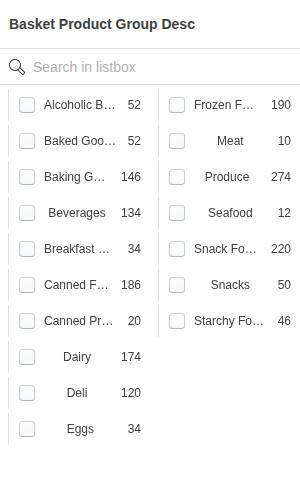 Basket Product Group Desc
Search in listbox
Alcoholic B... 52
Baked Goo... 52
Baking G... 146
Beverages 134
Breakfast ... 34
Canned F... 186
Canned Pr... 20
Dairy 174
Deli 120
Eggs 34
Frozen F... 190
Meat 10
Produce 274
Seafood 12
Snack Fo... 220
Snacks 50
Starchy Fo... 46